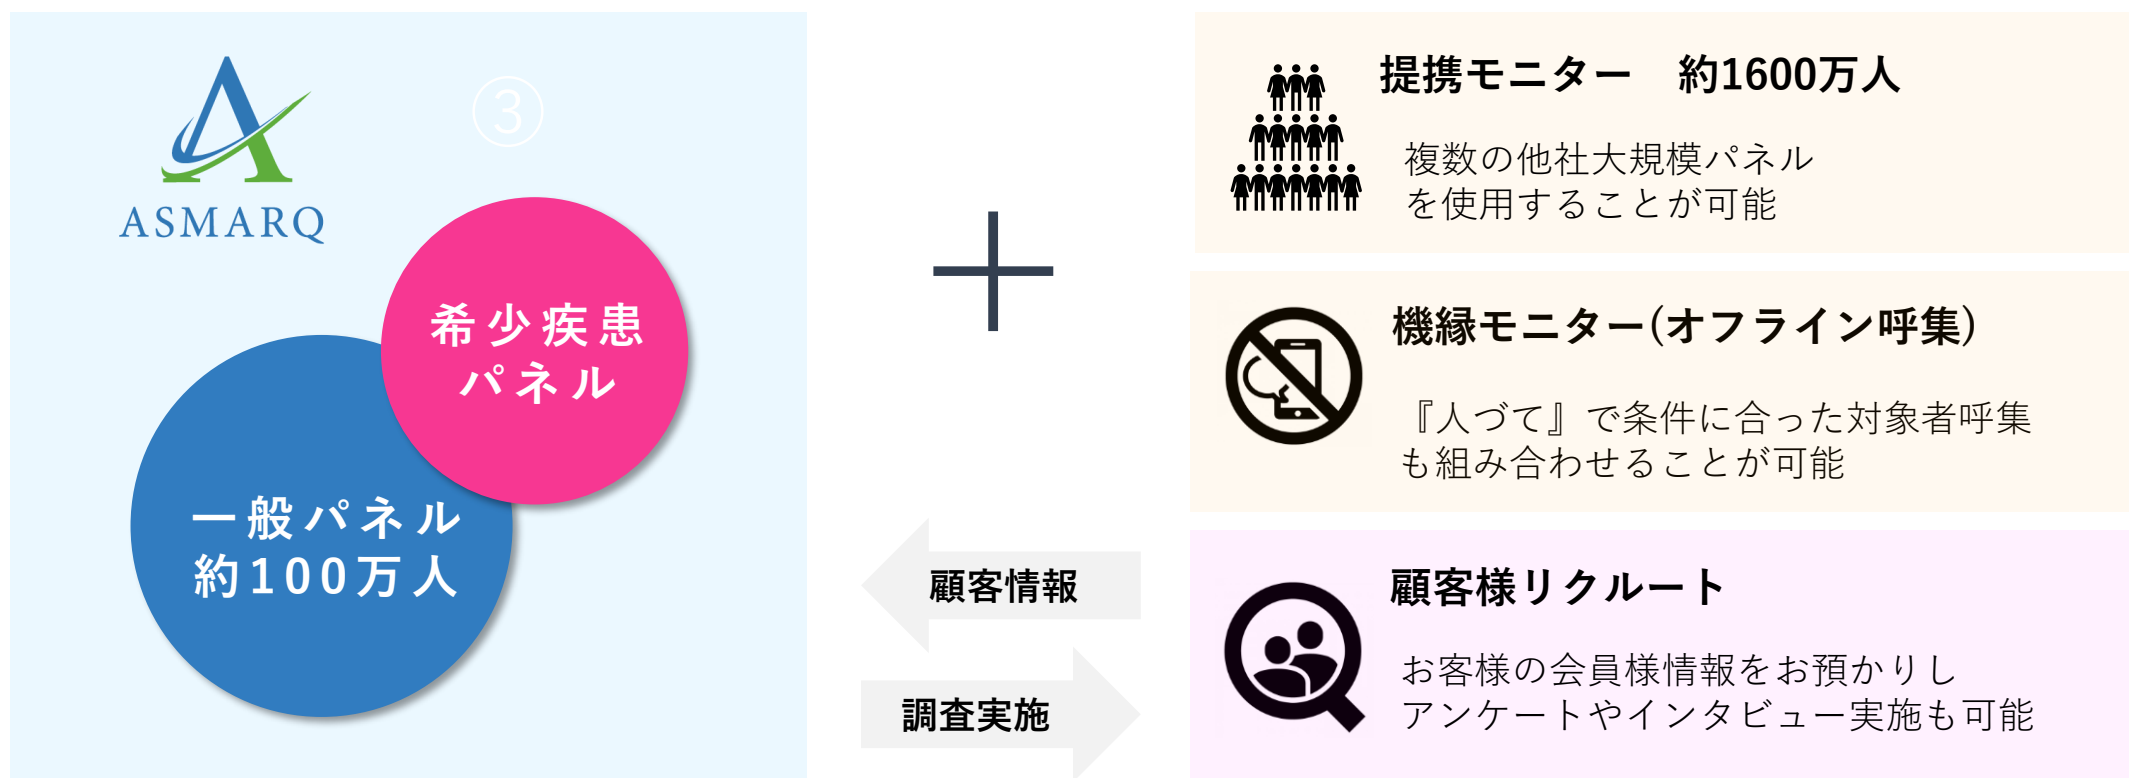 ASMARQ
③
希少疾患
パネル
一般パネル
約100万人
顧客情報
調査実施
提携モニター　約1600万人
複数の他社大規模パネル
を使用することが可能
機縁モニター(オフライン呼集)
『人づて』で条件に合った対象者呼集
も組み合わせることが可能
顧客様リクルート
お客様の会員様情報をお預かりし
アンケートやインタビュー実施も可能